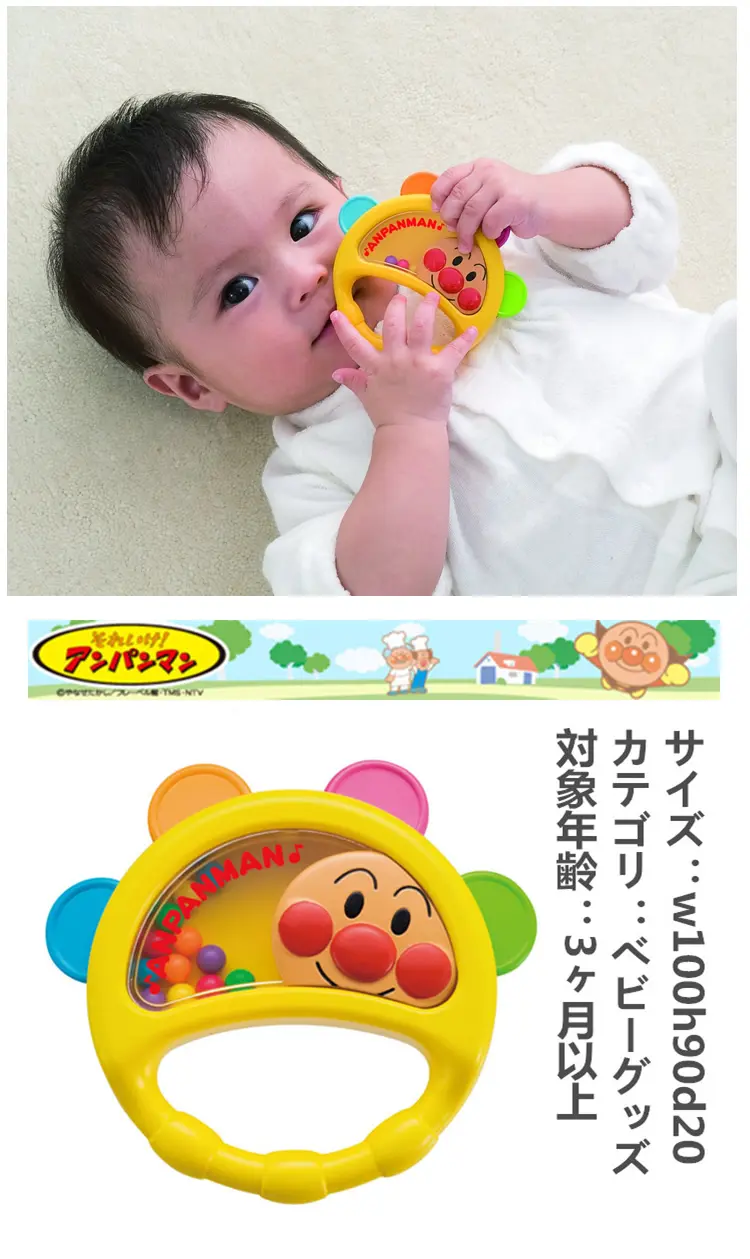 ♪ANPANMAN♪
それいけ!
アンパンマン
©やなせたかし/フレーベル館・TMS・NTV
♪ANPANMAN♪
サイズ：w100h90d20
カテゴリ：ベビーグッズ
対象年齢：3ヶ月以上